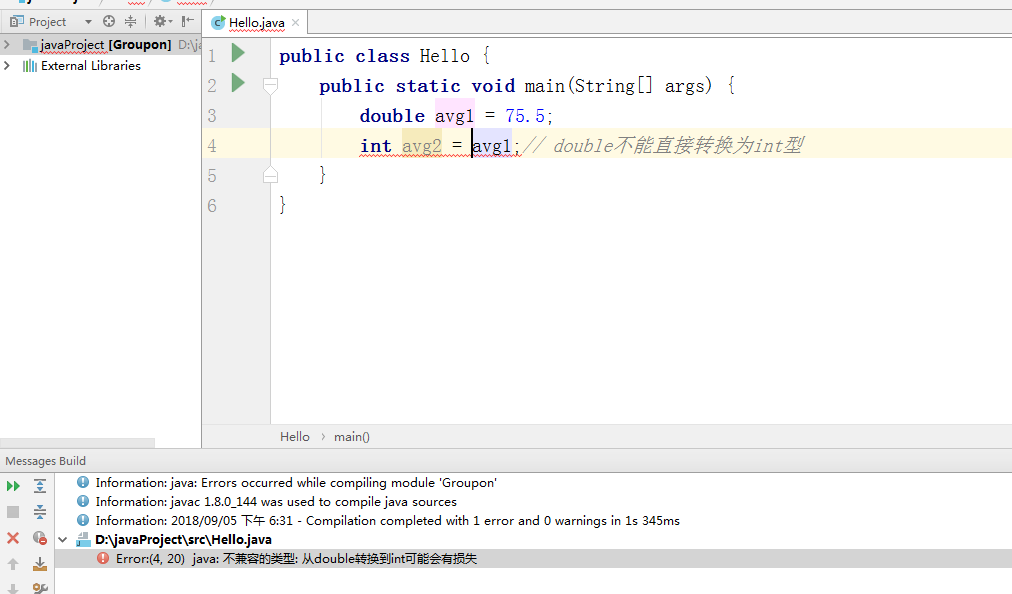 Project
Hello.java
javaProject [Groupon] D:\ja
External Libraries
1 public class Hello {
2 public static void main(String[] args) {
3 double avg1 = 75.5;
4 int avg2 = avg1;// double不能直接转换为int型
5 }
6 }
Hello › main()
Messages Build
Information: java: Errors occurred while compiling module 'Groupon'
Information: javac 1.8.0_144 was used to compile java sources
Information: 2018/09/05 下午 6:31 - Compilation completed with 1 error and 0 warnings in 1s 345ms
D:\javaProject\src\Hello.java
Error:(4, 20) java: 不兼容的类型: 从double转换到int可能会有损失